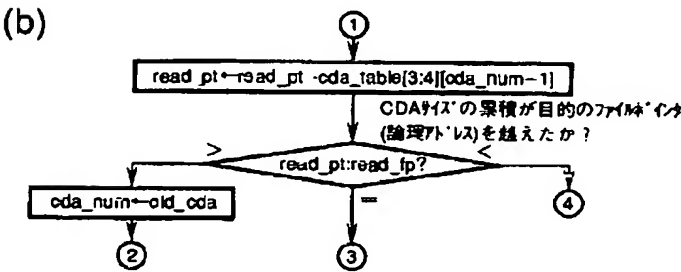 (b)
1
read_pt←read_pt -cda_table[3:4][cda_num-1]
CDAサイズの累積が目的のファイルポインタ
(論理アドレス)を越えたか?
> <
read_pt:read_fp?
cda_num←old_cda
=
4
2 3